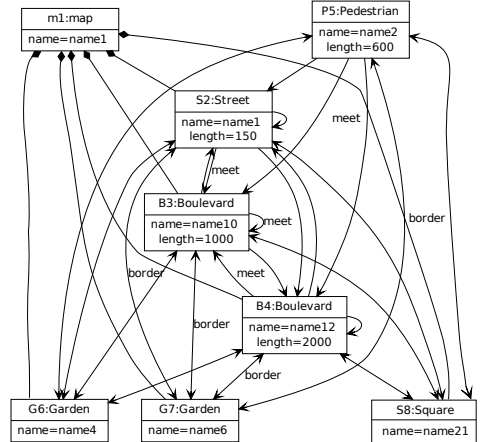 m1:map
name=name1
P5:Pedestrian
name=name2
length=600
S2:Street
name=name1
length=150
meet
B3:Boulevard
name=name10
length=1000
meet
border
border
meet
B4:Boulevard
name=name12
length=2000
border
border
G6:Garden
name=name4
G7:Garden
name=name6
S8:Square
name=name21